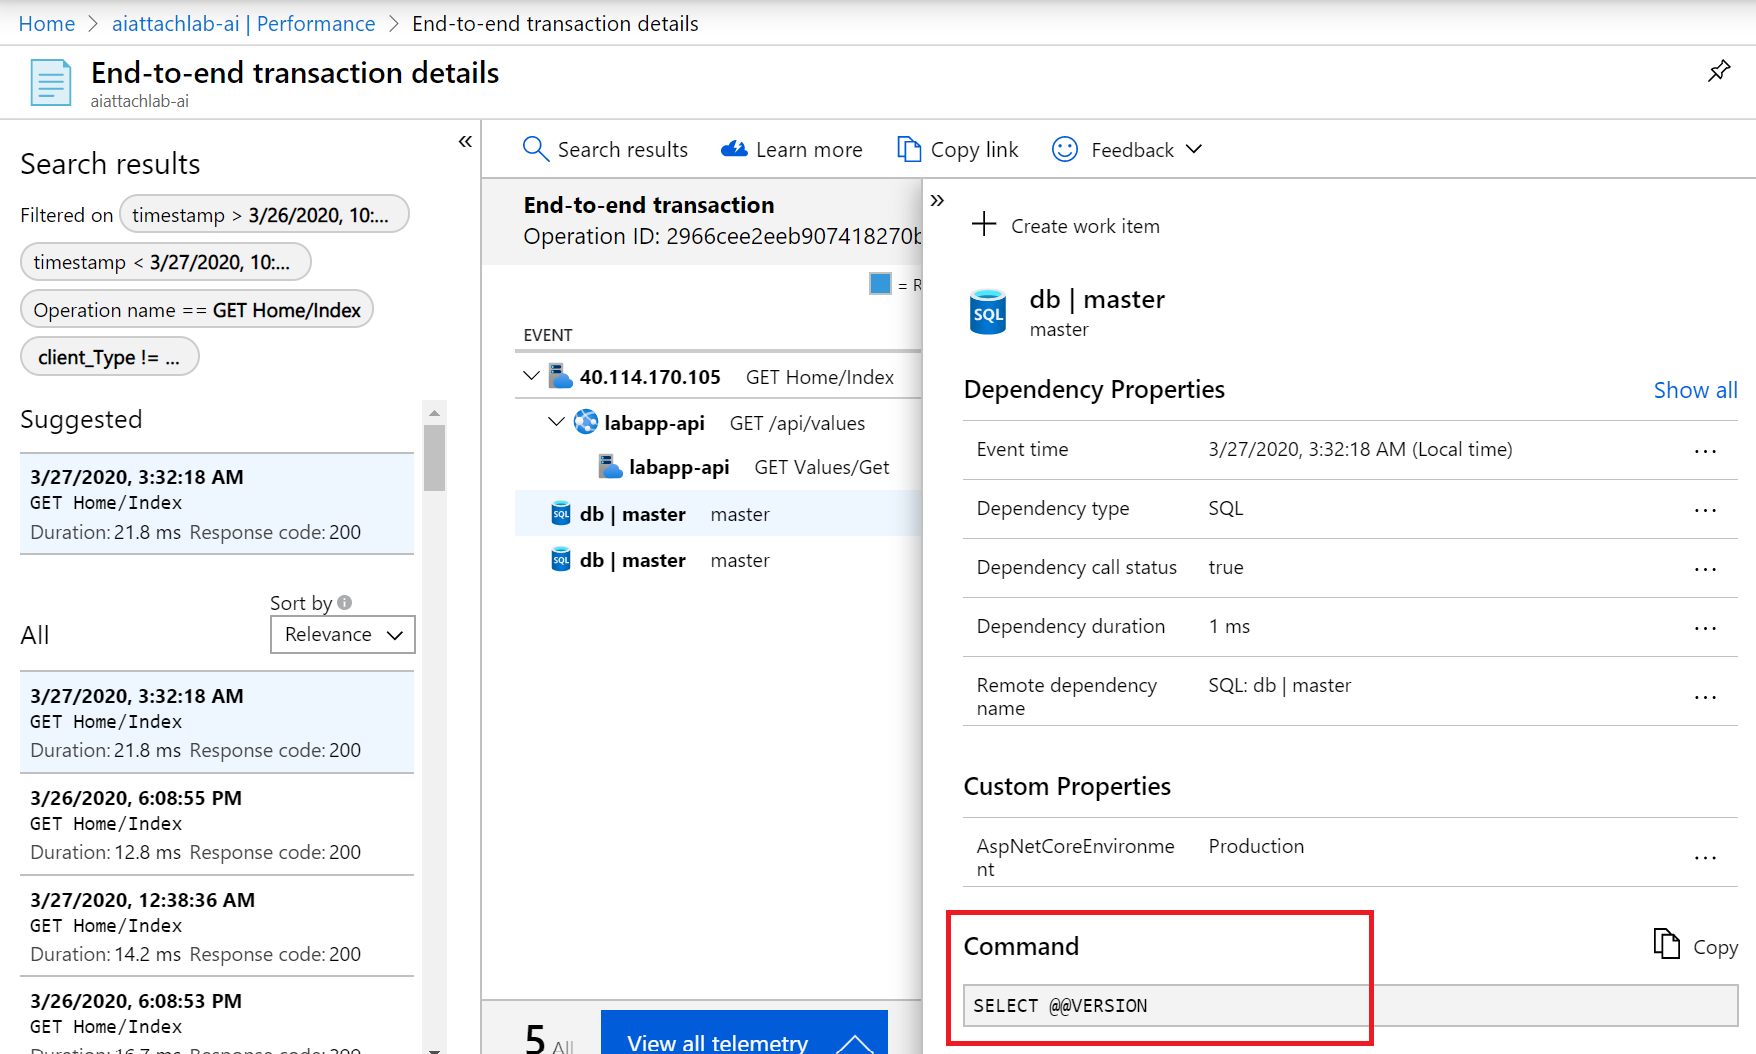 Home > aiattachlab-ai | Performance > End-to-end transaction details
End-to-end transaction details
aiattachlab-ai
«
Search results
Filtered on timestamp > 3/26/2020, 10:...
timestamp < 3/27/2020, 10:...
Operation name == GET Home/Index
client_Type != ...
Suggested
3/27/2020, 3:32:18 AM
GET Home/Index
Duration: 21.8 ms Response code: 200
Sort by
All
Relevance
3/27/2020, 3:32:18 AM
GET Home/Index
Duration: 21.8 ms Response code: 200
3/26/2020, 6:08:55 PM
GET Home/Index
Duration: 12.8 ms Response code: 200
3/27/2020, 12:38:36 AM
GET Home/Index
Duration: 14.2 ms Response code: 200
3/26/2020, 6:08:53 PM
GET Home/Index
Search results Learn more Copy link Feedback
End-to-end transaction
Operation ID: 2966cee2eeb907418270b
= R
EVENT
40.114.170.105 GET Home/Index
labapp-api GET /api/values
labapp-api GET Values/Get
SQL db | master master
SQL db | master master
5 All
View all telemetry
»
Create work item
SQL
db | master
master
Dependency Properties Show all
Event time 3/27/2020, 3:32:18 AM (Local time) ...
Dependency type SQL ...
Dependency call status true ...
Dependency duration 1 ms ...
Remote dependency SQL: db | master ...
name
Custom Properties
AspNetCoreEnvironme Production ...
nt
Command Copy
SELECT @@VERSION